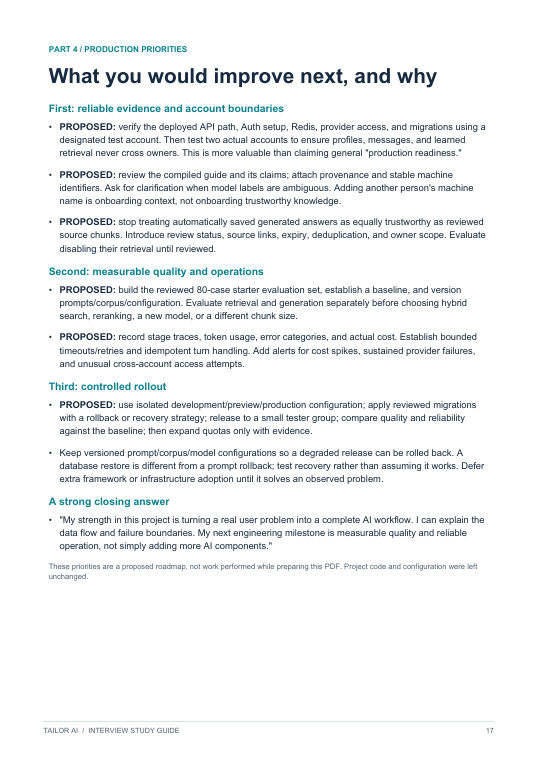 PART 4 / PRODUCTION PRIORITIES
What you would improve next, and why
First: reliable evidence and account boundaries
• PROPOSED: verify the deployed API path, Auth setup, Redis, provider access, and migrations using a
designated test account. Then test two actual accounts to ensure profiles, messages, and learned
retrieval never cross owners. This is more valuable than claiming general "production readiness."
• PROPOSED: review the compiled guide and its claims; attach provenance and stable machine
identifiers. Ask for clarification when model labels are ambiguous. Adding another person's machine
name is onboarding context, not onboarding trustworthy knowledge.
• PROPOSED: stop treating automatically saved generated answers as equally trustworthy as reviewed
source chunks. Introduce review status, source links, expiry, deduplication, and owner scope. Evaluate
disabling their retrieval until reviewed.
Second: measurable quality and operations
• PROPOSED: build the reviewed 80-case starter evaluation set, establish a baseline, and version
prompts/corpus/configuration. Evaluate retrieval and generation separately before choosing hybrid
search, reranking, a new model, or a different chunk size.
• PROPOSED: record stage traces, token usage, error categories, and actual cost. Establish bounded
timeouts/retries and idempotent turn handling. Add alerts for cost spikes, sustained provider failures,
and unusual cross-account access attempts.
Third: controlled rollout
• PROPOSED: use isolated development/preview/production configuration; apply reviewed migrations
with a rollback or recovery strategy; release to a small tester group; compare quality and reliability
against the baseline; then expand quotas only with evidence.
• Keep versioned prompt/corpus/model configurations so a degraded release can be rolled back. A
database restore is different from a prompt rollback; test recovery rather than assuming it works. Defer
extra framework or infrastructure adoption until it solves an observed problem.
A strong closing answer
• "My strength in this project is turning a real user problem into a complete AI workflow. I can explain the
data flow and failure boundaries. My next engineering milestone is measurable quality and reliable
operation, not simply adding more AI components."
These priorities are a proposed roadmap, not work performed while preparing this PDF. Project code and configuration were left
unchanged.
TAILOR AI / INTERVIEW STUDY GUIDE
17